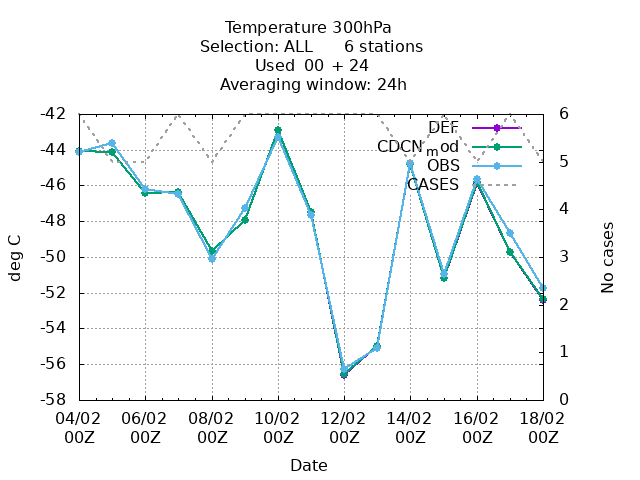 Temperature 300hPa
Selection: ALL 6 stations
Used 00 + 24
Averaging window: 24h
-42 6
DEF
CDCN_mod
-44 5
OBS
CASES
-46
4
-48
-50 3
-52
2
-54
-56 1
-58 0
deg C
No cases
04/02 06/02 08/02 10/02 12/02 14/02 16/02 18/02
00Z 00Z 00Z 00Z 00Z 00Z 00Z 00Z
Date